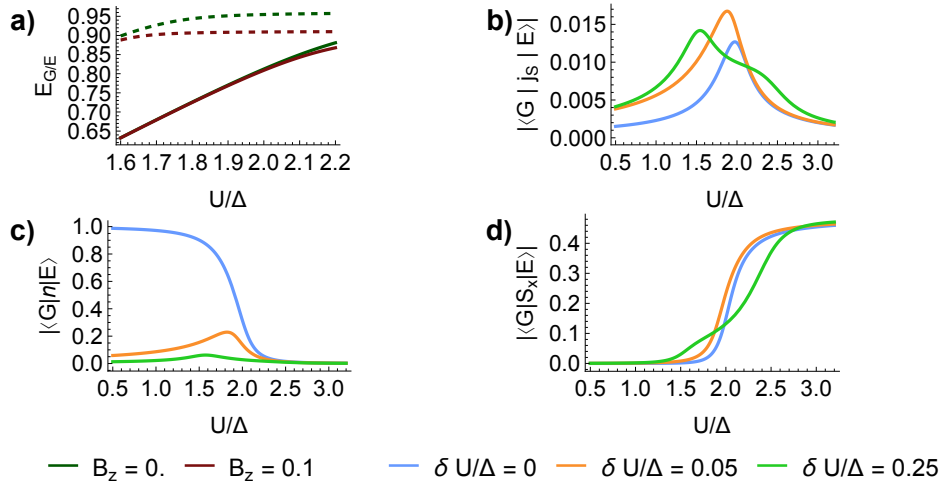 a)
E_{G/E}
0.95
0.90
0.85
0.80
0.75
0.70
0.65
1.6 1.7 1.8 1.9 2.0 2.1 2.2
U/Δ
b)
|⟨G | j_S | E⟩|
0.015
0.010
0.005
0.000
0.5 1.0 1.5 2.0 2.5 3.0
U/Δ
c)
|⟨G|n|E⟩|
1.0
0.8
0.6
0.4
0.2
0.0
0.5 1.0 1.5 2.0 2.5 3.0
U/Δ
d)
|⟨G|S_x|E⟩|
0.4
0.3
0.2
0.1
0.0
0.5 1.0 1.5 2.0 2.5 3.0
U/Δ
B_z = 0. B_z = 0.1 δ U/Δ = 0 δ U/Δ = 0.05 δ U/Δ = 0.25